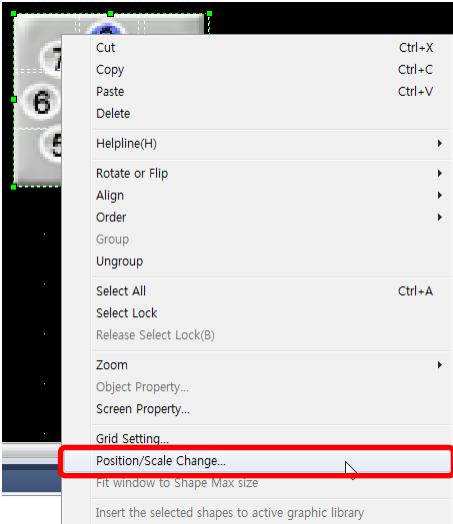 7
6
5
Cut Ctrl+X
Copy Ctrl+C
Paste Ctrl+V
Delete
Helpline(H)
Rotate or Flip
Align
Order
Group
Ungroup
Select All Ctrl+A
Select Lock
Release Select Lock(B)
Zoom
Object Property...
Screen Property...
Grid Setting...
Position/Scale Change...
Fit window to Shape Max size
Insert the selected shapes to active graphic library